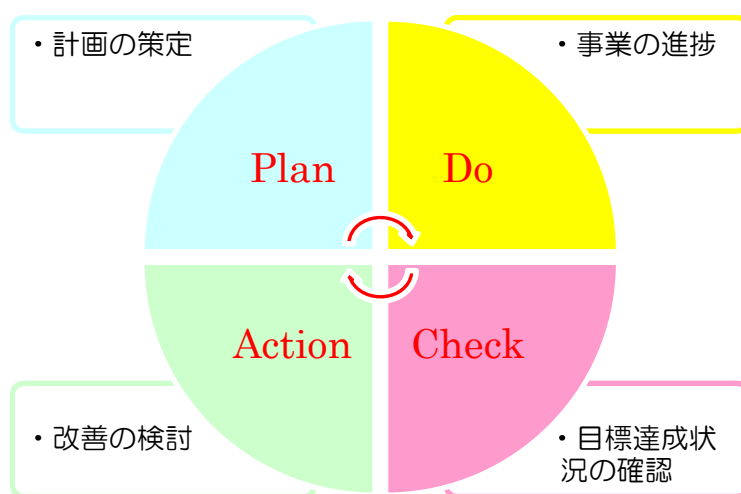 ・計画の策定
・事業の進捗
Plan
Do
Action
Check
・改善の検討
・目標達成状
況の確認